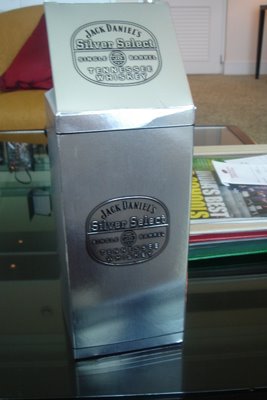 JACK DANIEL'S
Silver Select
SINGLE BARREL
TENNESSEE
WHISKEY
JACK DANIEL'S
Silver Select
SINGLE BARREL
TENNESSEE
WHISKEY